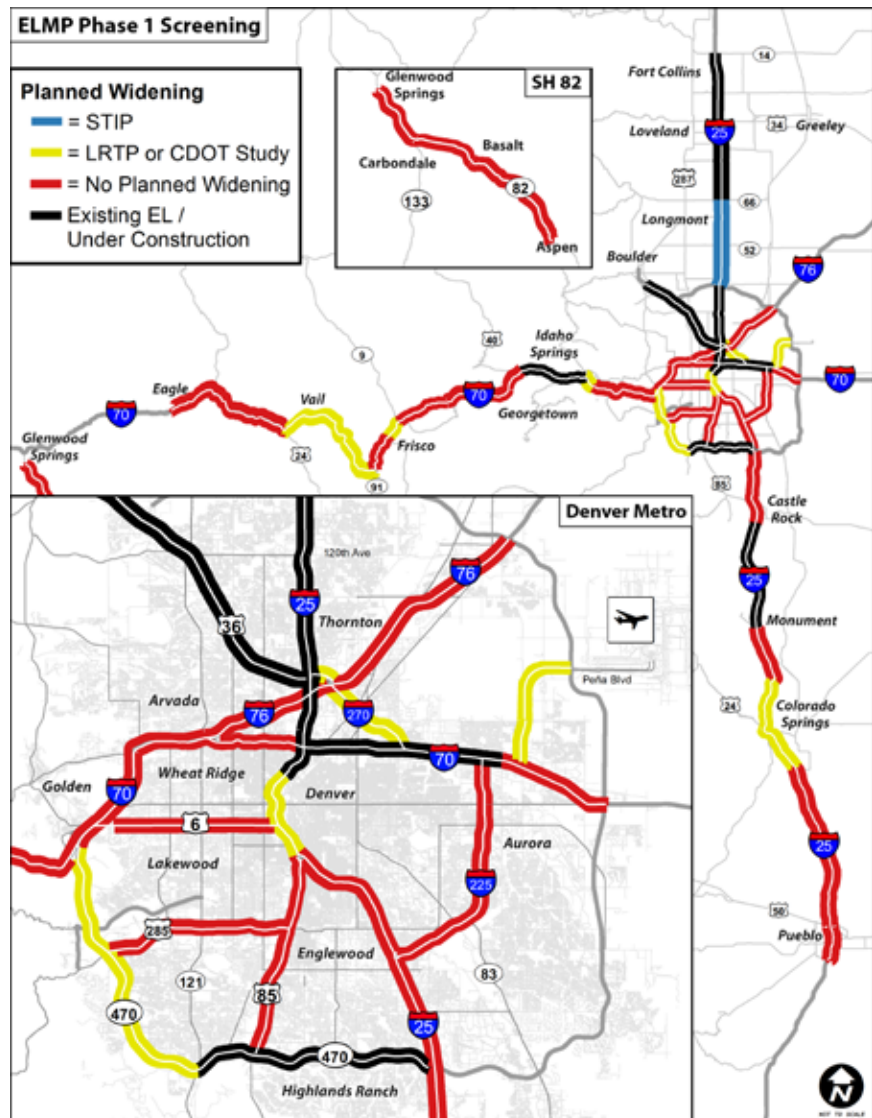 ELMP Phase 1 Screening
Planned Widening
= STIP
= LRTP or CDOT Study
= No Planned Widening
Existing EL /
Under Construction
SH 82
Glenwood
Springs
Carbondale
Basalt
82
133
Aspen
Fort Collins
14
Loveland
25
34
Greeley
287
Longmont
66
52
Boulder
76
9
40
Idaho
Springs
Eagle
Vail
70
70
Georgetown
70
Glenwood
Springs
24
Frisco
91
85
Castle
Rock
25
Monument
24
Colorado
Springs
25
50
Pueblo
Denver Metro
120th Ave
76
25
36
Thornton
Peña Blvd
Arvada
76
270
70
Golden
70
Wheat Ridge
Denver
6
Aurora
Lakewood
225
285
Englewood
121
85
83
470
25
470
Highlands Ranch
NOT TO SCALE